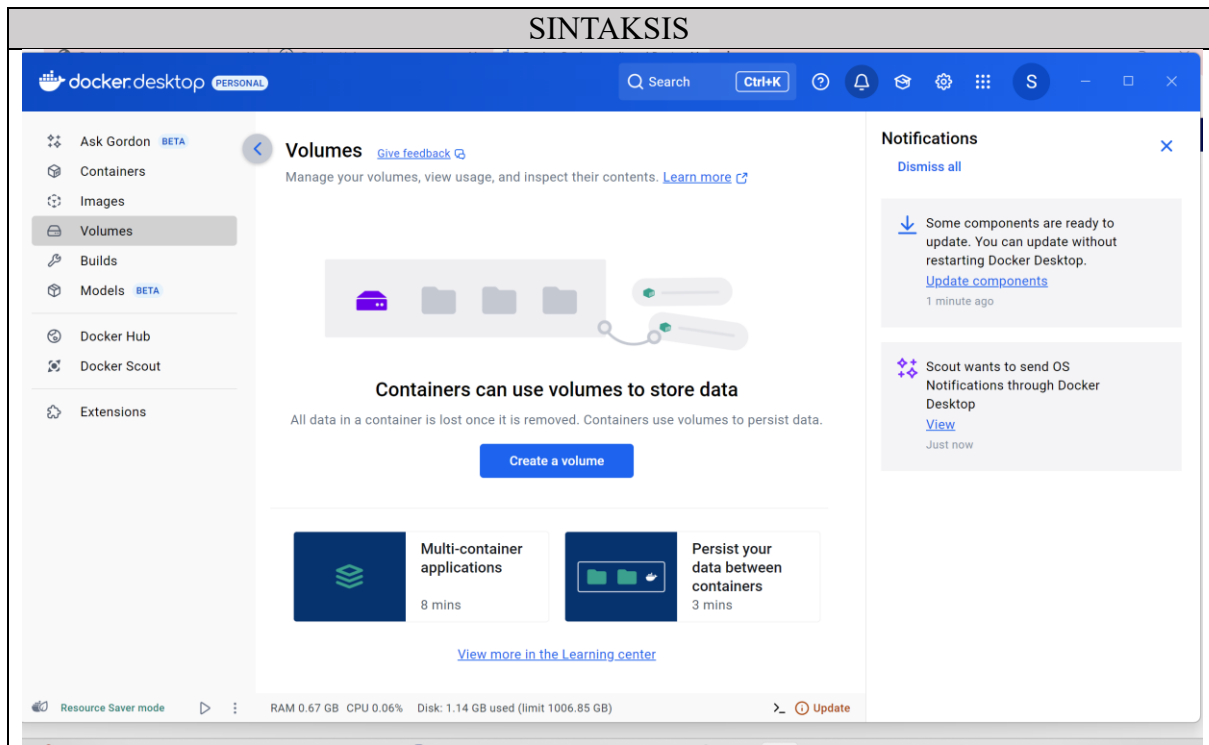 SINTAKSIS
docker.desktop PERSONAL
Search Ctrl+K
S
Ask Gordon BETA
Containers
Images
Volumes
Builds
Models BETA
Docker Hub
Docker Scout
Extensions
Volumes Give feedback
Manage your volumes, view usage, and inspect their contents. Learn more
Containers can use volumes to store data
All data in a container is lost once it is removed. Containers use volumes to persist data.
Create a volume
Multi-container
applications
8 mins
Persist your
data between
containers
3 mins
View more in the Learning center
Notifications
Dismiss all
Some components are ready to
update. You can update without
restarting Docker Desktop.
Update components
1 minute ago
Scout wants to send OS
Notifications through Docker
Desktop
View
Just now
Resource Saver mode
RAM 0.67 GB CPU 0.06% Disk: 1.14 GB used (limit 1006.85 GB)
>_ Update